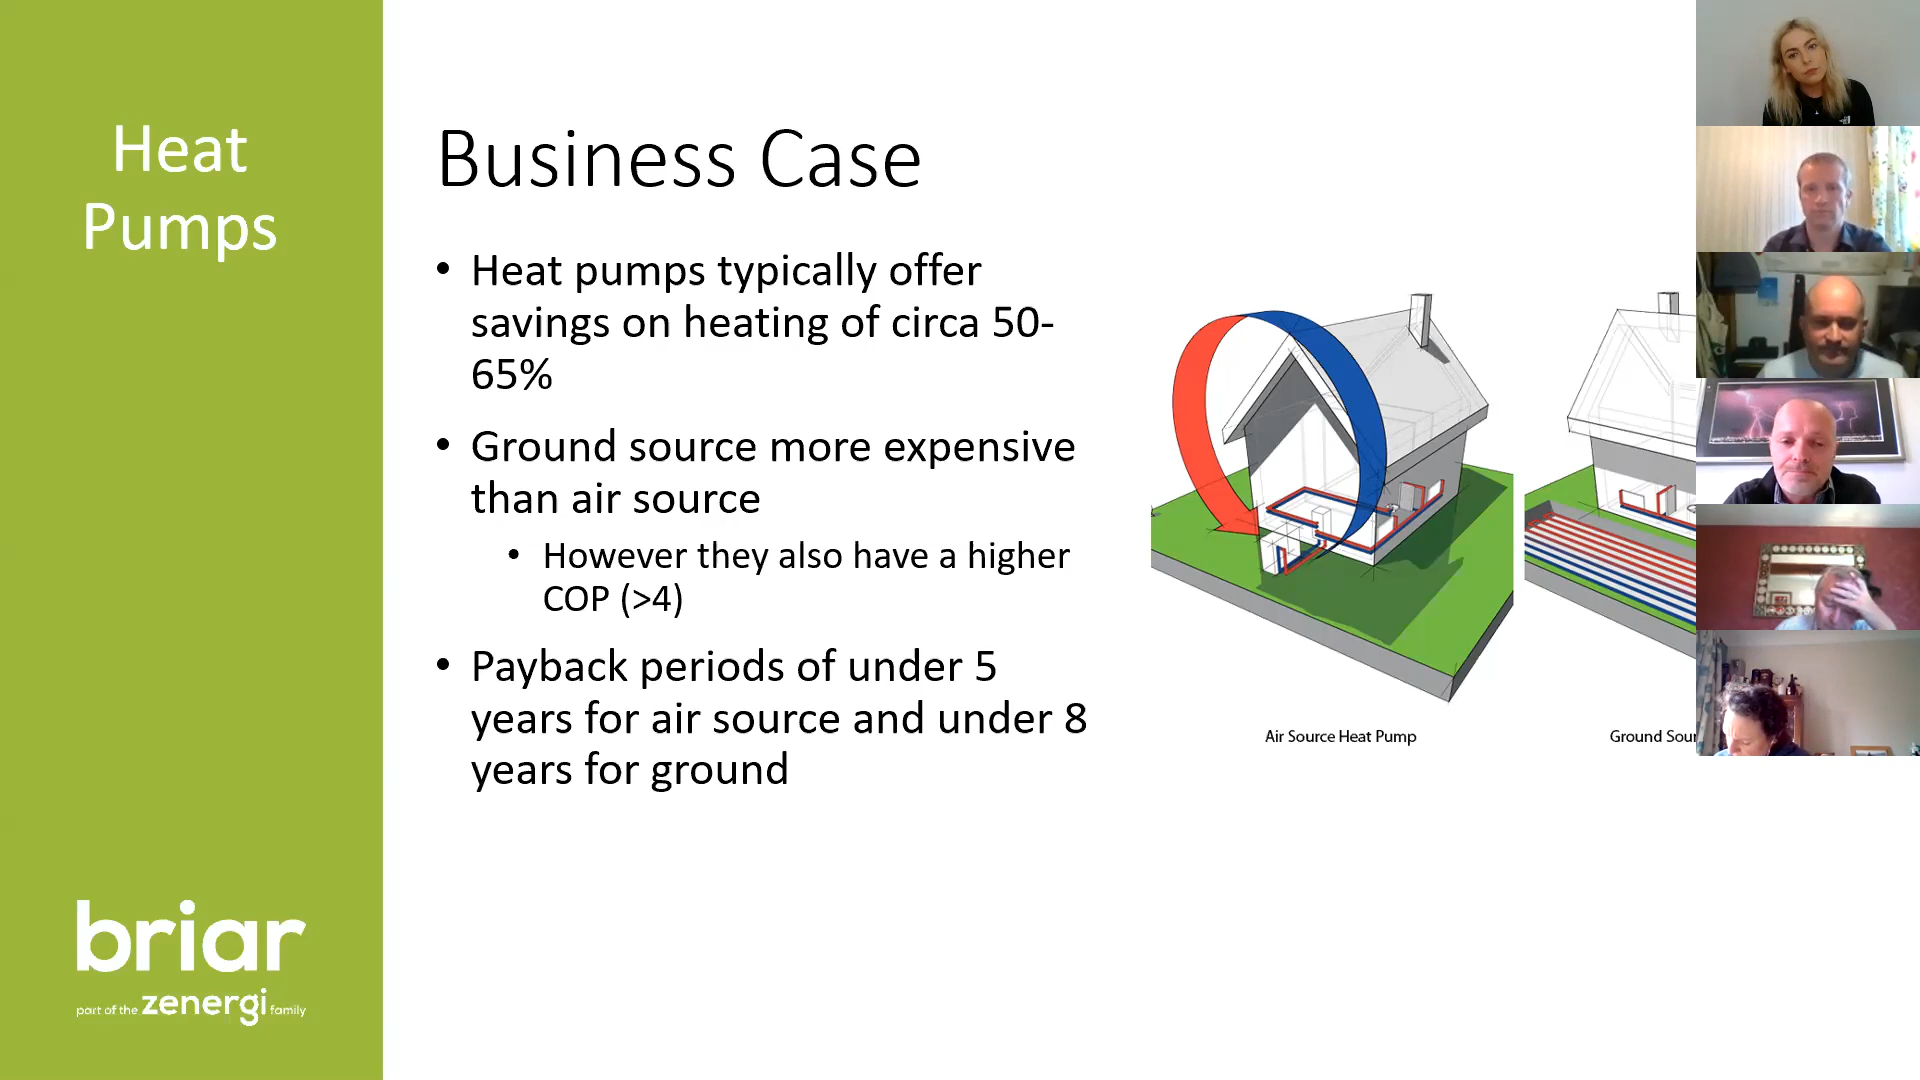 Heat
Pumps
Business Case
• Heat pumps typically offer
savings on heating of circa 50-
65%
• Ground source more expensive
than air source
• However they also have a higher
COP (>4)
• Payback periods of under 5
years for air source and under 8
years for ground
Air Source Heat Pump
Ground Sour
briar
part of the zenergi family